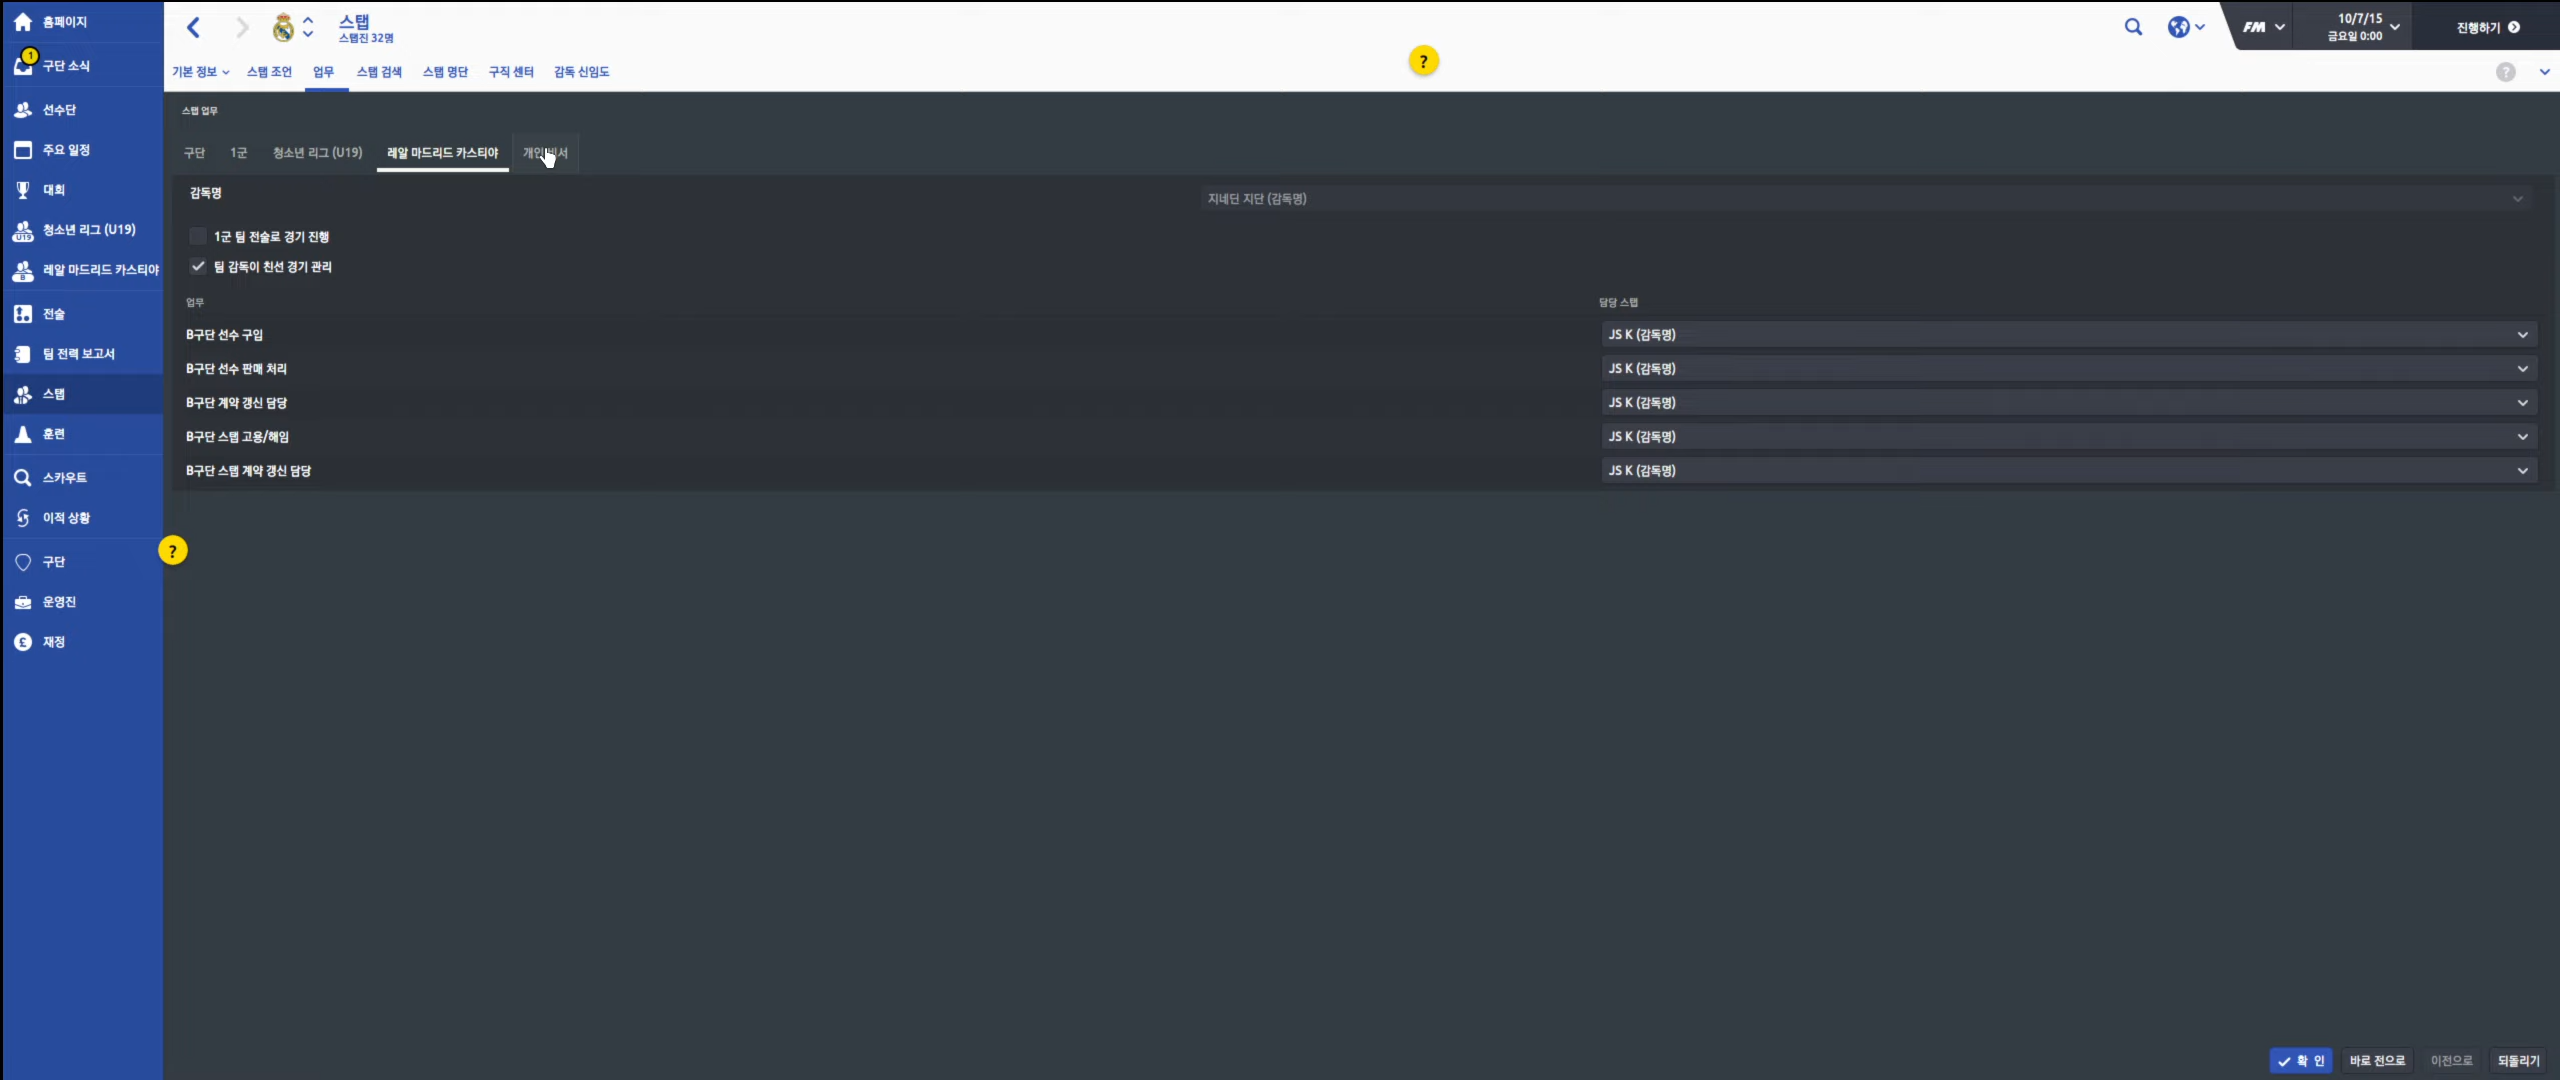 홈페이지
1
구단 소식
선수단
주요 일정
대회
청소년 리그 (U19)
레알 마드리드 카스티야
전술
팀 전력 보고서
스탭
훈련
스카우트
이적 상황
구단
운영진
재정
스탭
스탭진 32명
FM
10/7/15
금요일 0:00
진행하기
기본 정보
스탭 조언
업무
스탭 검색
스탭 명단
구직 센터
감독 신임도
?
?
스탭 업무
구단
1군
청소년 리그 (U19)
레알 마드리드 카스티야
감독명
지네딘 지단 (감독명)
1군 팀 전술로 경기 진행
팀 감독이 친선 경기 관리
업무
담당 스탭
B구단 선수 구입
JS K (감독명)
B구단 선수 판매 처리
JS K (감독명)
B구단 계약 갱신 담당
JS K (감독명)
B구단 스탭 고용/해임
JS K (감독명)
B구단 스탭 계약 갱신 담당
JS K (감독명)
?
확 인
바로 전으로
이전으로
되돌리기